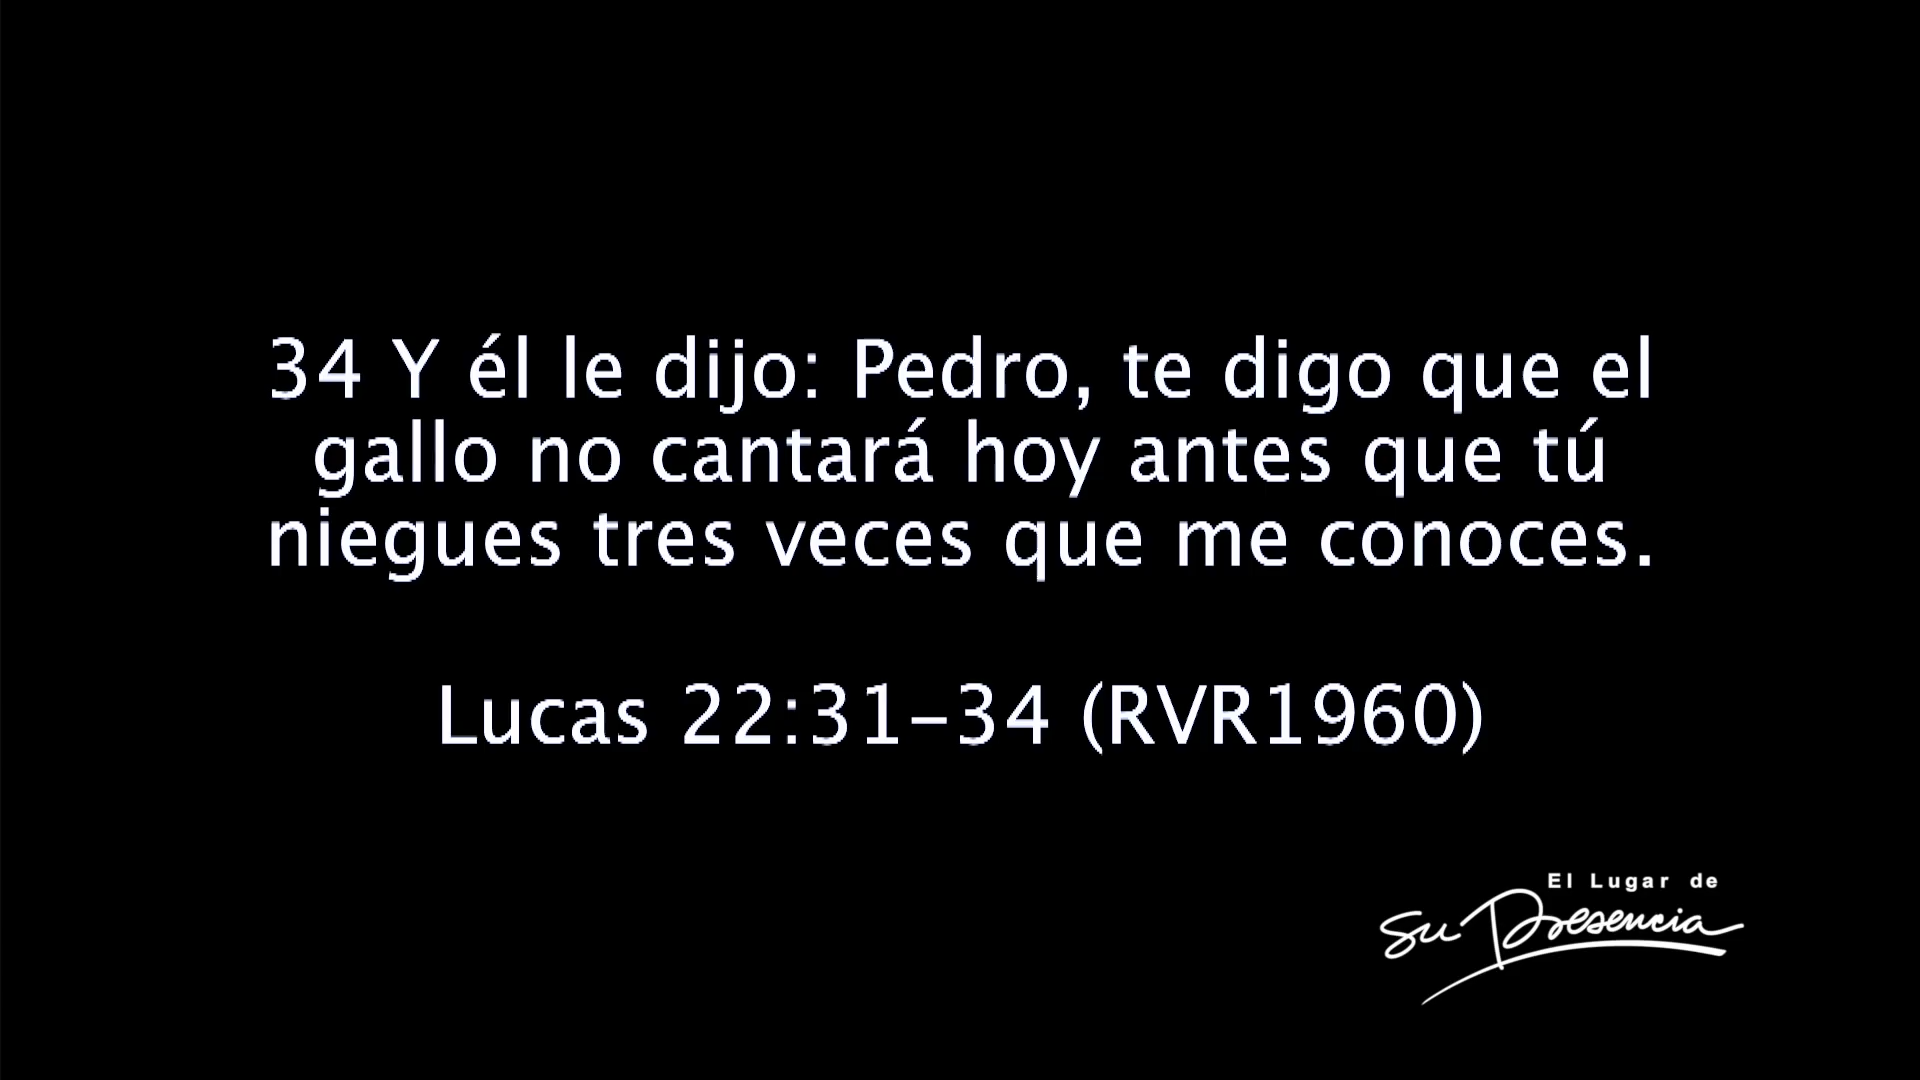 34 Y él le dijo: Pedro, te digo que el
gallo no cantará hoy antes que tú
niegues tres veces que me conoces.
Lucas 22:31-34 (RVR1960)
El Lugar de
Su Presencia